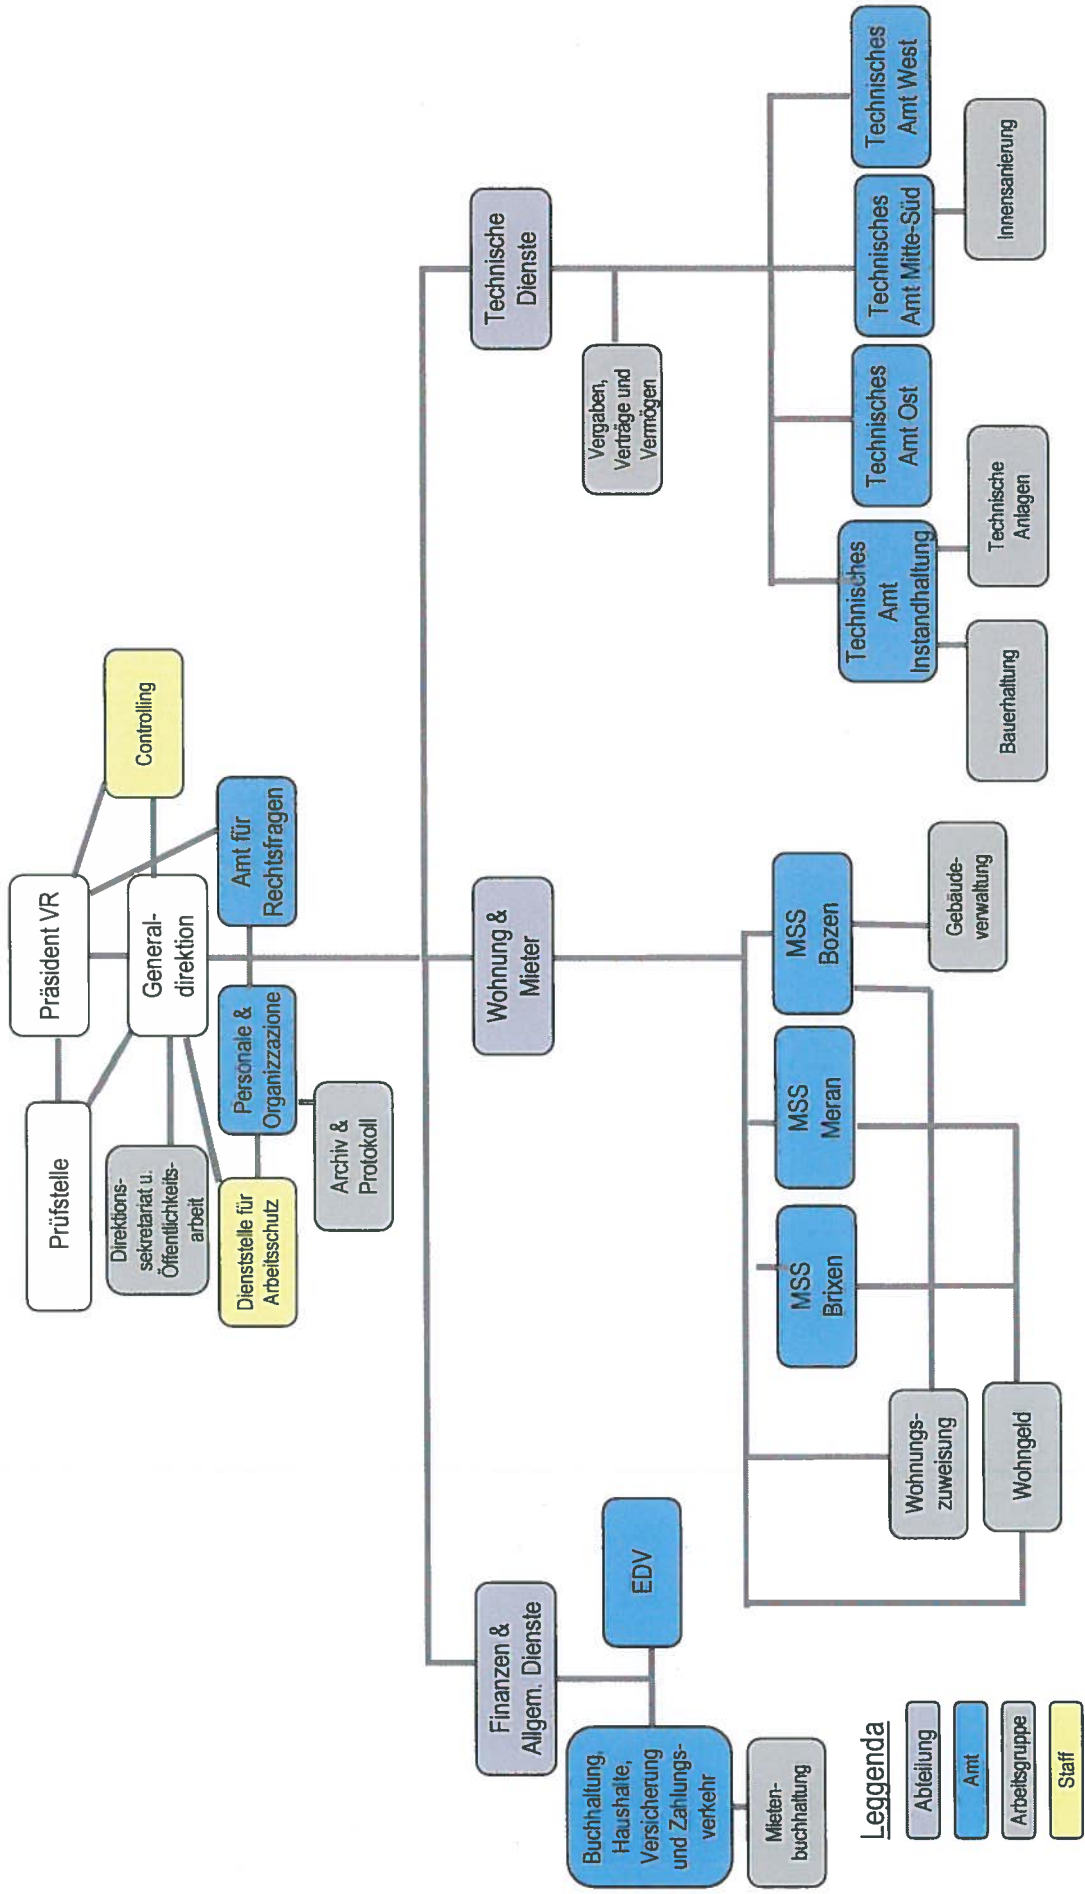 Präsident VR
Prüfstelle
Controlling
General-
direktion
Direktions-
sekretariat u.
Öffentlichkeits-
arbeit
Dienststelle für
Arbeitsschutz
Personale &
Organizzazione
Amt für
Rechtsfragen
Archiv &
Protokoll
Finanzen &
Allgem. Dienste
Wohnung &
Mieter
Technische
Dienste
Buchhaltung,
Haushalte,
Versicherung
und Zahlungs-
verkehr
EDV
Mieten-
buchhaltung
MSS
Brixen
MSS
Meran
MSS
Bozen
Wohnungs-
zuweisung
Wohngeld
Gebäude-
verwaltung
Vergaben,
Verträge und
Vermögen
Technisches
Amt
Instandhaltung
Technisches
Amt Ost
Technisches
Amt Mitte-Süd
Technisches
Amt West
Bauerhaltung
Technische
Anlagen
Innensanierung
Leggenda
Abteilung
Amt
Arbeitsgruppe
Staff